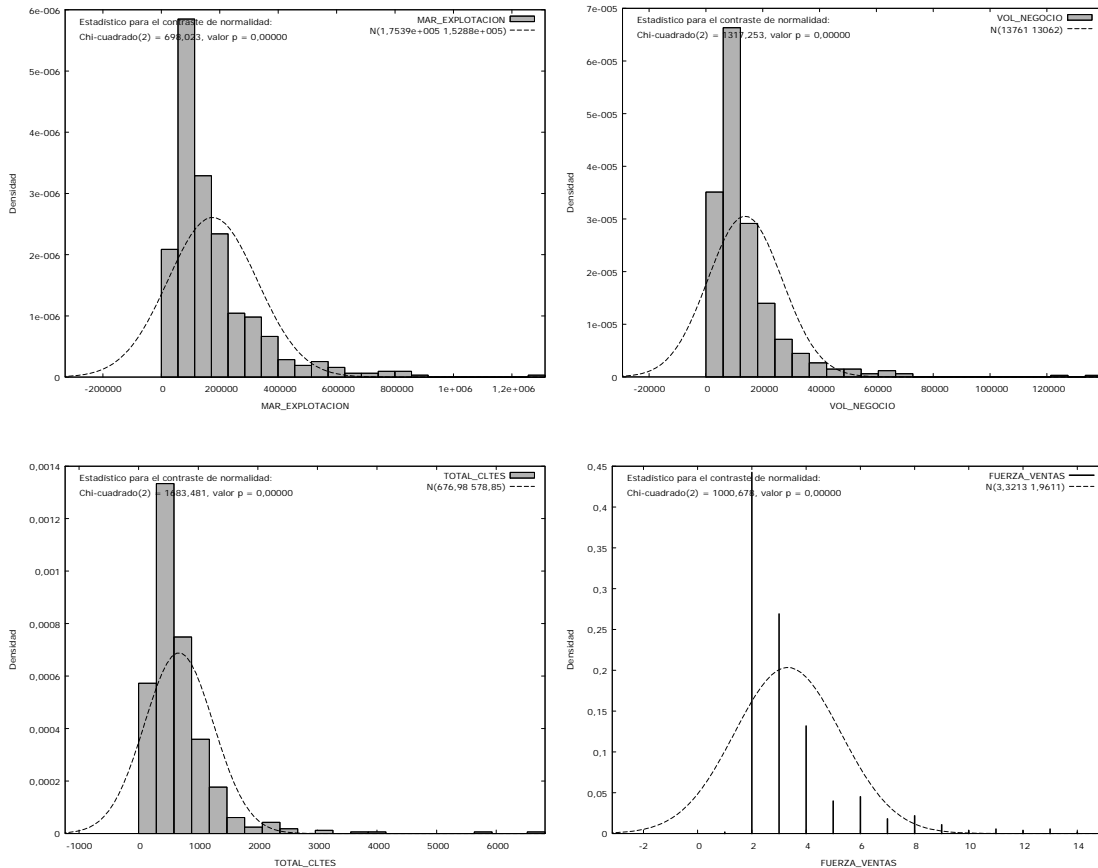 Estadístico para el contraste de normalidad:
Chi-cuadrado(2) = 698,023, valor p = 0,00000
MAR_EXPLOTACION
N(1,7539e+005 1,5288e+005)
6e-006
5e-006
4e-006
3e-006
2e-006
1e-006
0
Densidad
-200000
0
200000
400000
600000
800000
1e+006
1,2e+006
MAR_EXPLOTACION
Estadístico para el contraste de normalidad:
Chi-cuadrado(2) = 1317,253, valor p = 0,00000
VOL_NEGOCIO
N(13761 13062)
7e-005
6e-005
5e-005
4e-005
3e-005
2e-005
1e-005
0
Densidad
-20000
0
20000
40000
60000
80000
100000
120000
VOL_NEGOCIO
Estadístico para el contraste de normalidad:
Chi-cuadrado(2) = 1683,481, valor p = 0,00000
TOTAL_CLTES
N(676,98 578,85)
0,0014
0,0012
0,001
0,0008
0,0006
0,0004
0,0002
0
Densidad
-1000
0
1000
2000
3000
4000
5000
6000
TOTAL_CLTES
Estadístico para el contraste de normalidad:
Chi-cuadrado(2) = 1000,678, valor p = 0,00000
FUERZA_VENTAS
N(3,3213 1,9611)
0,45
0,4
0,35
0,3
0,25
0,2
0,15
0,1
0,05
0
Densidad
-2
0
2
4
6
8
10
12
14
FUERZA_VENTAS